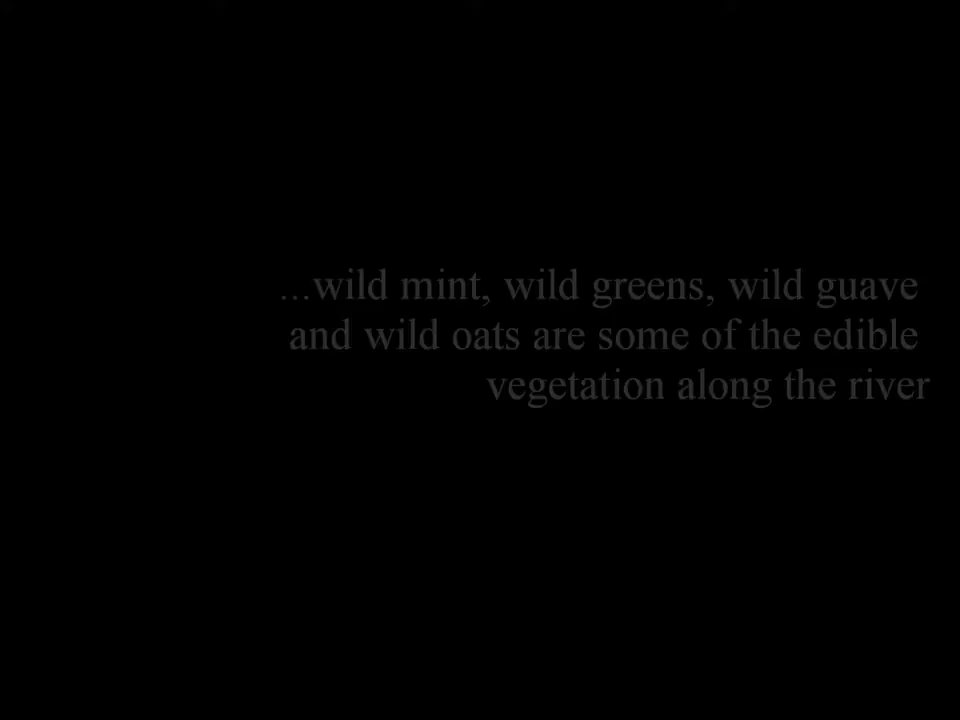 ...wild mint, wild greens, wild guave
and wild oats are some of the edible
vegetation along the river